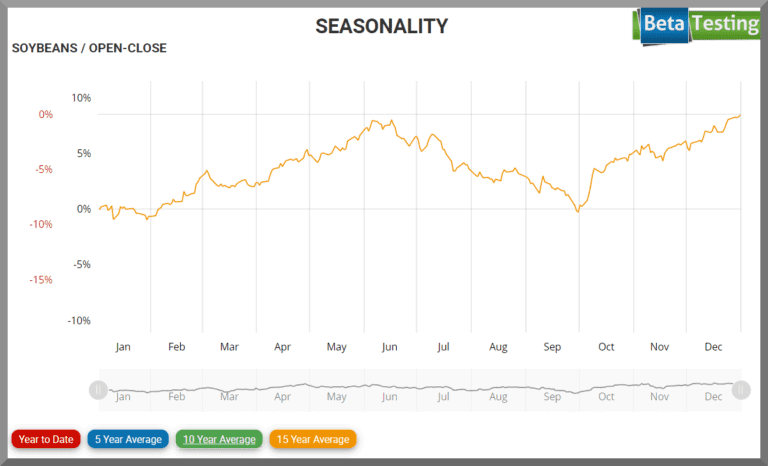 SEASONALITY
Beta Testing
SOYBEANS / OPEN-CLOSE
10%
0%
5%
-5%
0%
-10%
-5%
-15%
-10%
Jan Feb Mar Apr May Jun Jul Aug Sep Oct Nov Dec
Jan Feb Mar Apr May Jun Jul Aug Sep Oct Nov Dec
Year to Date 5 Year Average 10 Year Average 15 Year Average